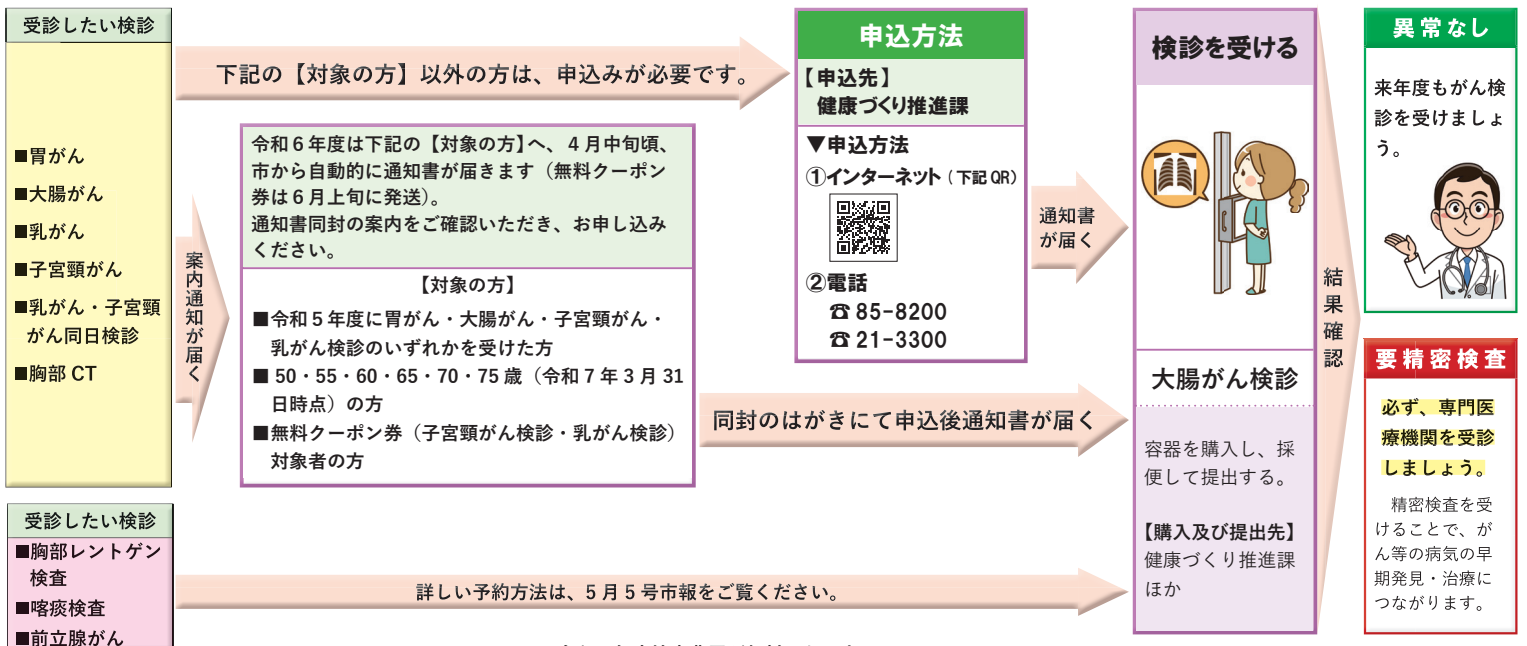 受診したい検診
■胃がん
■大腸がん
■乳がん
■子宮頸がん
■乳がん・子宮頸
がん同日検診
■胸部 CT
下記の【対象の方】以外の方は、申込みが必要です。
案内通知が届く
令和６年度は下記の【対象の方】へ、４月中旬頃、
市から自動的に通知書が届きます（無料クーポン
券は６月上旬に発送）。
通知書同封の案内をご確認いただき、お申し込み
ください。
【対象の方】
■令和５年度に胃がん・大腸がん・子宮頸がん・
乳がん検診のいずれかを受けた方
■ 50・55・60・65・70・75 歳（令和７年３月 31
日時点）の方
■無料クーポン券（子宮頸がん検診・乳がん検診）
対象者の方
申込方法
【申込先】
健康づくり推進課
▼申込方法
①インターネット（下記 QR）
②電話
☎ 85-8200
☎ 21-3300
通知書
が届く
同封のはがきにて申込後通知書が届く
検診を受ける
大腸がん検診
容器を購入し、採
便して提出する。
【購入及び提出先】
健康づくり推進課
ほか
結果確認
異常なし
来年度もがん検
診を受けましょ
う。
要精密検査
必ず、専門医
療機関を受診
しましょう。
精密検査を受
けることで、が
ん等の病気の早
期発見・治療に
つながります。
受診したい検診
■胸部レントゲン
検査
■喀痰検査
■前立腺がん
詳しい予約方法は、５月５号市報をご覧ください。